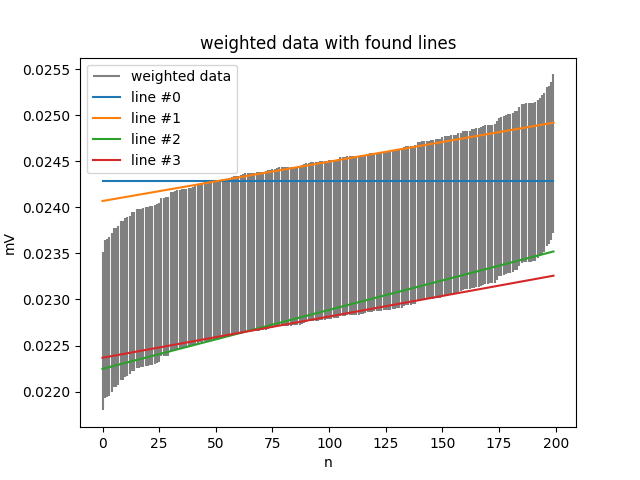 weighted data with found lines
mV
0.0255
0.0250
0.0245
0.0240
0.0235
0.0230
0.0225
0.0220
weighted data
line #0
line #1
line #2
line #3
0 25 50 75 100 125 150 175 200
n